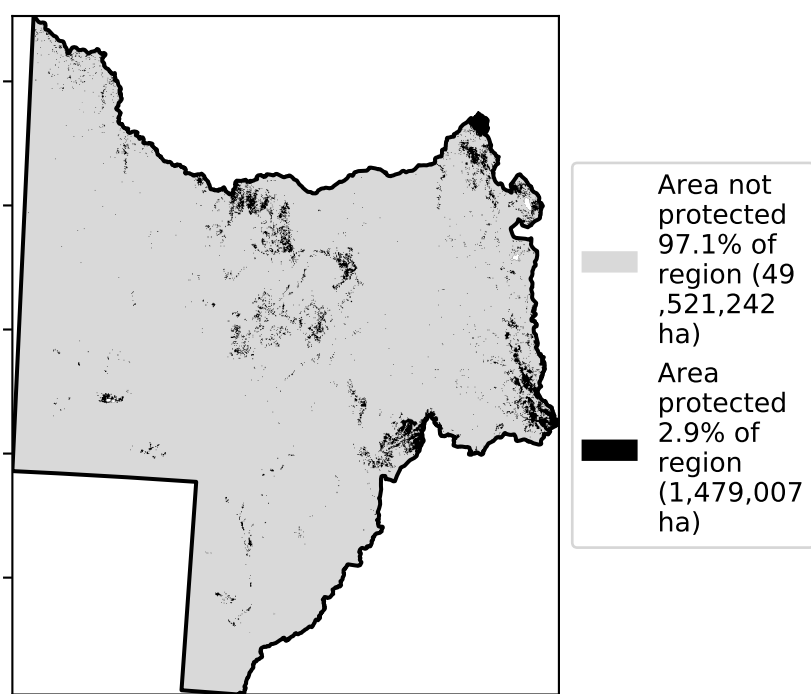 Area not
protected
97.1% of
region (49
,521,242
ha)
Area
protected
2.9% of
region
(1,479,007
ha)